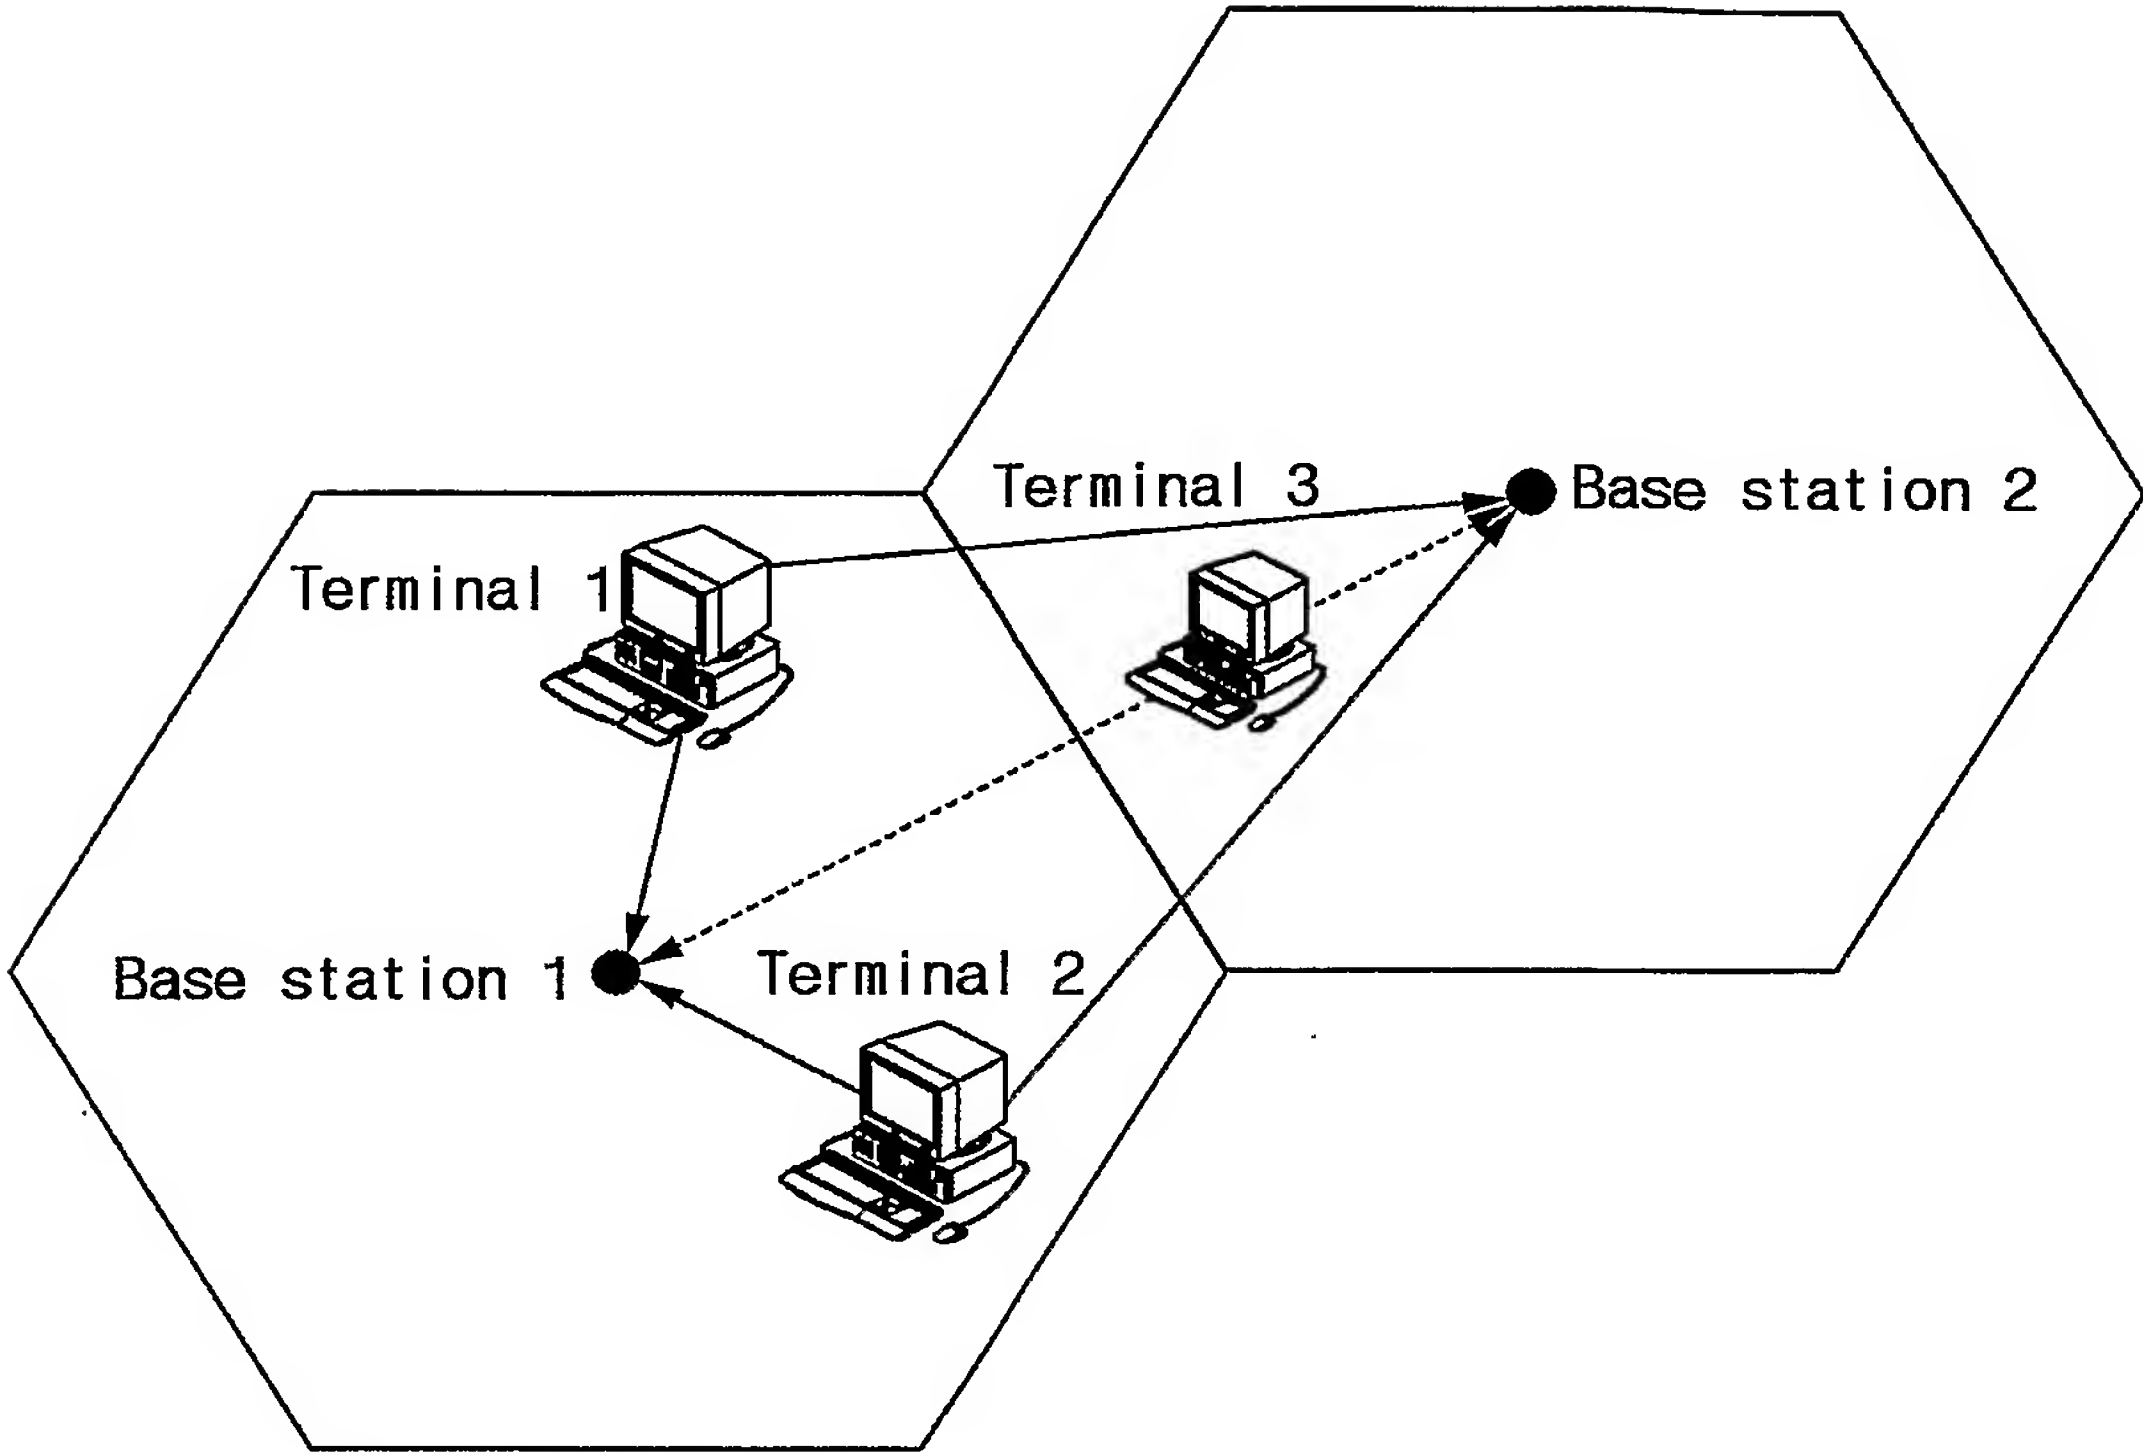 Terminal 3
Base station 2
Terminal 1
Base station 1
Terminal 2